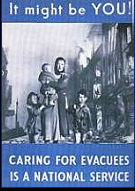 It might be YOU!
CARING FOR EVACUEES
IS A NATIONAL SERVICE